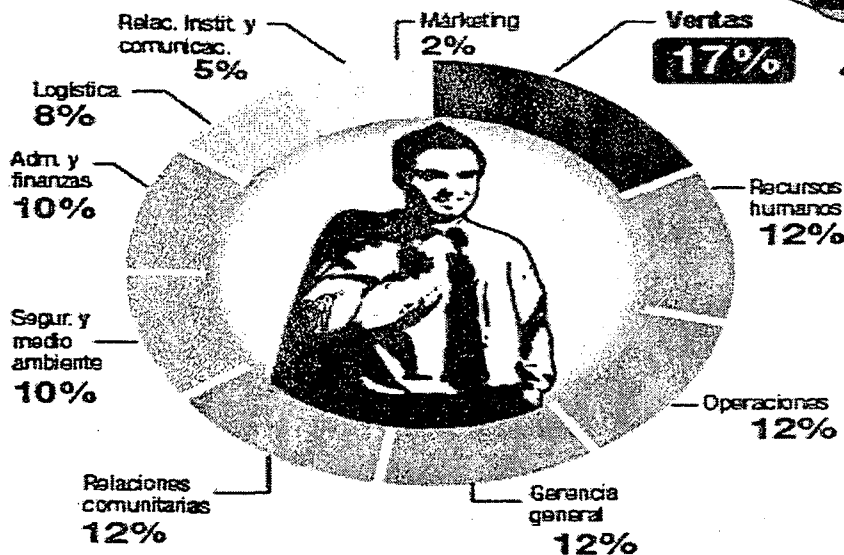 Relac. Instit. y
comunicac.
5%
Márketing
2%
Ventas
17%
Logística
8%
Adm. y
finanzas
10%
Recursos
humanos
12%
Segur. y
medio
ambiente
10%
Operaciones
12%
Relaciones
comunitarias
12%
Gerencia
general
12%